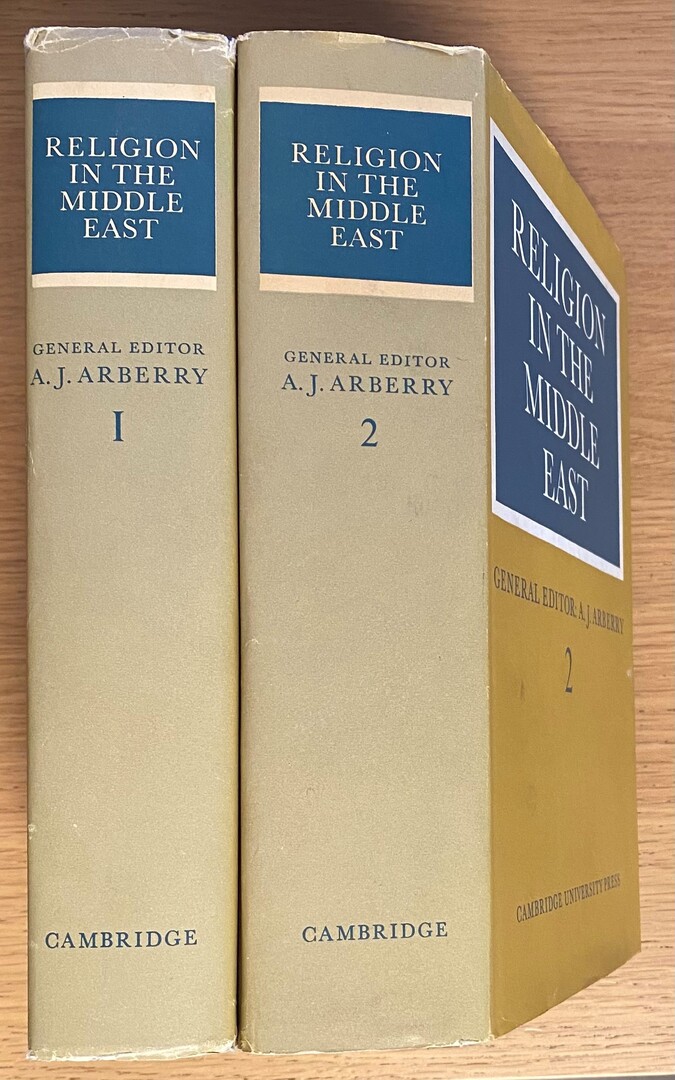 RELIGION
IN THE
MIDDLE
EAST
GENERAL EDITOR
A. J. ARBERRY
I
CAMBRIDGE
RELIGION
IN THE
MIDDLE
EAST
GENERAL EDITOR
A. J. ARBERRY
2
CAMBRIDGE
RELIGION
IN THE
MIDDLE
EAST
GENERAL EDITOR: A. J. ARBERRY
2
CAMBRIDGE UNIVERSITY PRESS